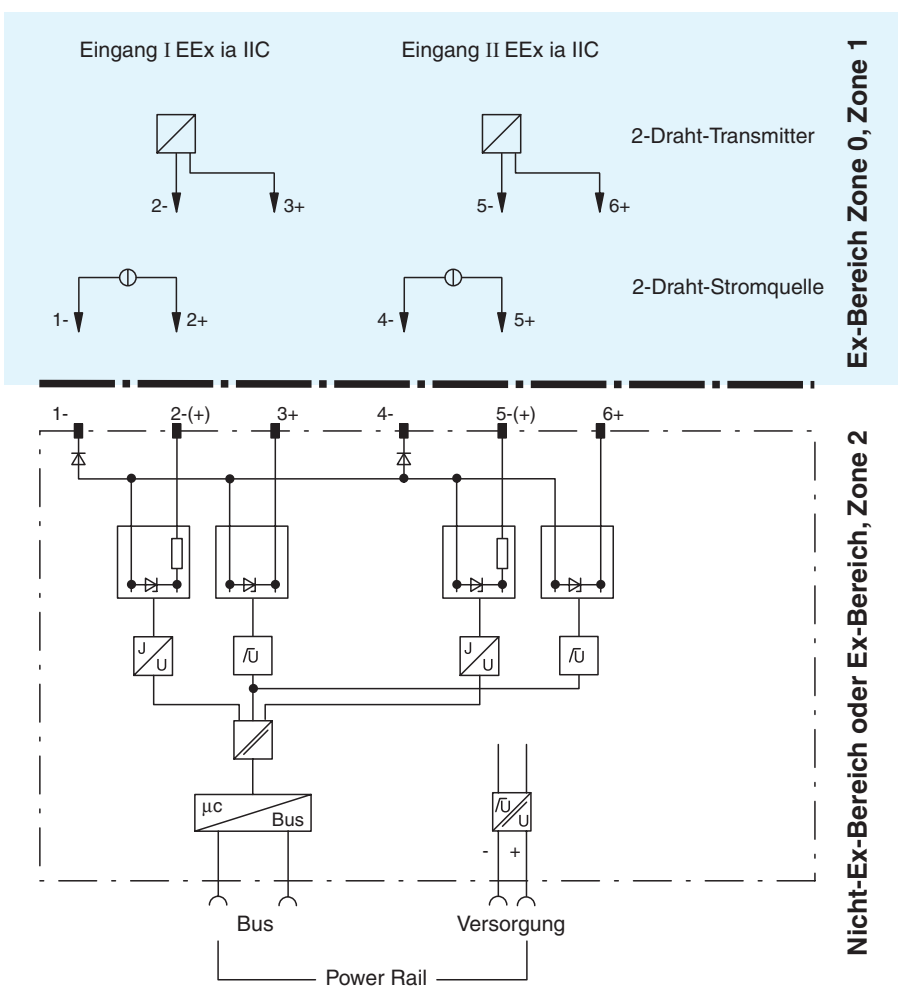 Eingang I EEx ia IIC
Eingang II EEx ia IIC
2-Draht-Transmitter
2-
3+
5-
6+
2-Draht-Stromquelle
1-
2+
4-
5+
Ex-Bereich Zone 0, Zone 1
1-
2-(+)
3+
4-
5-(+)
6+
J
U
/U̅
J
U
/U̅
µc
Bus
/U̅
U
-
+
Bus
Versorgung
Power Rail
Nicht-Ex-Bereich oder Ex-Bereich, Zone 2